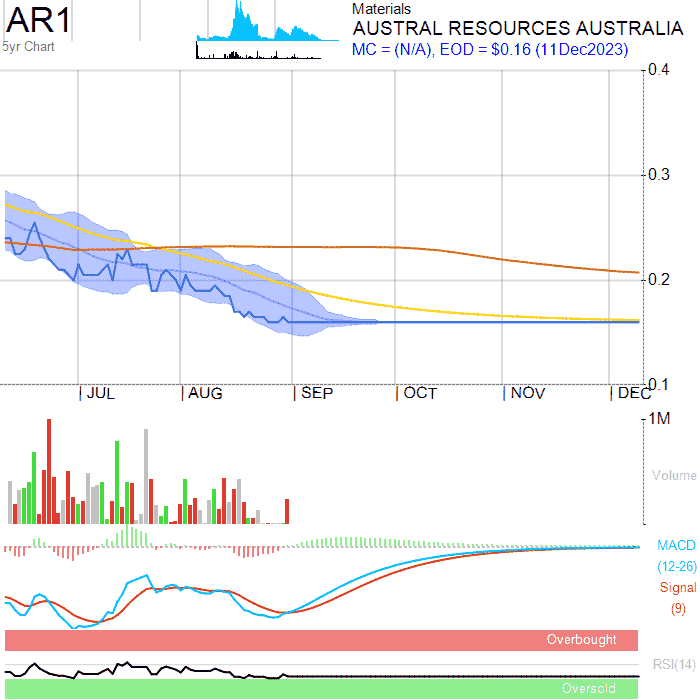 AR1
5yr Chart
Materials
AUSTRAL RESOURCES AUSTRALIA
MC = (N/A), EOD = $0.16 (11Dec2023)
0.4
0.3
0.2
0.1
JUL AUG SEP OCT NOV DEC
1M
Volume
MACD
(12-26)
Signal
(9)
Overbought
RSI(14)
Oversold